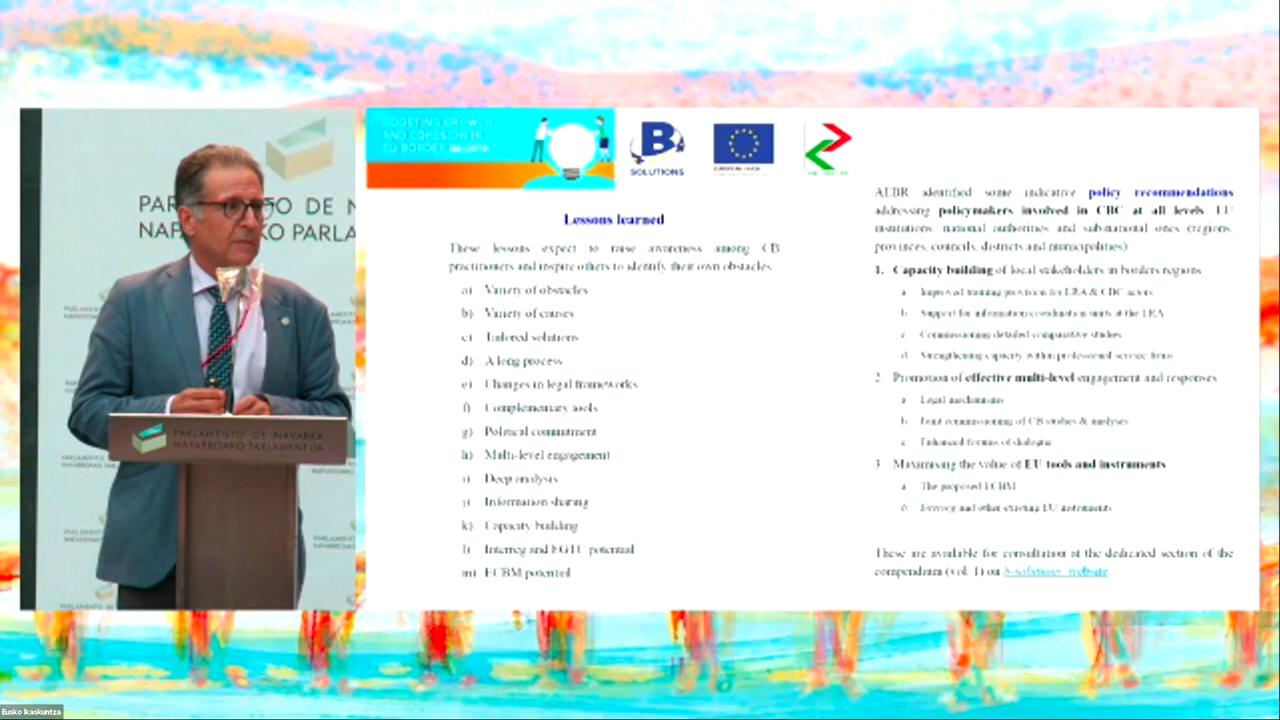 PAR TO DE N
NAF KO PARLA
PARLAMENTO DE NAVARRA
NAFARROAKO PARLAMENTUA
BOOSTING GROWTH
AND COHESION IN
EU BORDER
B
SOLUTIONS
Lessons learned
These lessons expect to raise awareness among CB
practitioners and inspire others to identify their own obstacles.
a) Variety of obstacles
b) Variety of causes
c) Tailored solutions
d) A long process
e) Changes in legal frameworks
f) Complementary tools
g) Political commitment
h) Multi-level engagement
i) Deep analysis
j) Information sharing
k) Capacity building
l) Interreg and EGTC potential
m) ECBM potential
AEBR identified some indicative policy recommendations
addressing policymakers involved in CBC at all levels: EU
institutions, national authorities and subnational ones (regions,
provinces, councils, districts and municipalities)
1. Capacity building of local stakeholders in borders regions
a Improved training provision for LRA & CBC actors
b Support for information/coordination units at the LRA
c Commissioning detailed comparative studies
d Strengthening capacity within professional service firms
2 Promotion of effective multi-level engagement and responses
a Legal mechanisms
b Joint commissioning of CB studies & analyses
c Enhanced forms of dialogue
3 Maximising the value of EU tools and instruments
a The proposed ECBM
b Interreg and other existing EU instruments
These are available for consultation at the dedicated section of the
compendium (vol. 1) on b-solutions website.
Eusko Ikaskuntza